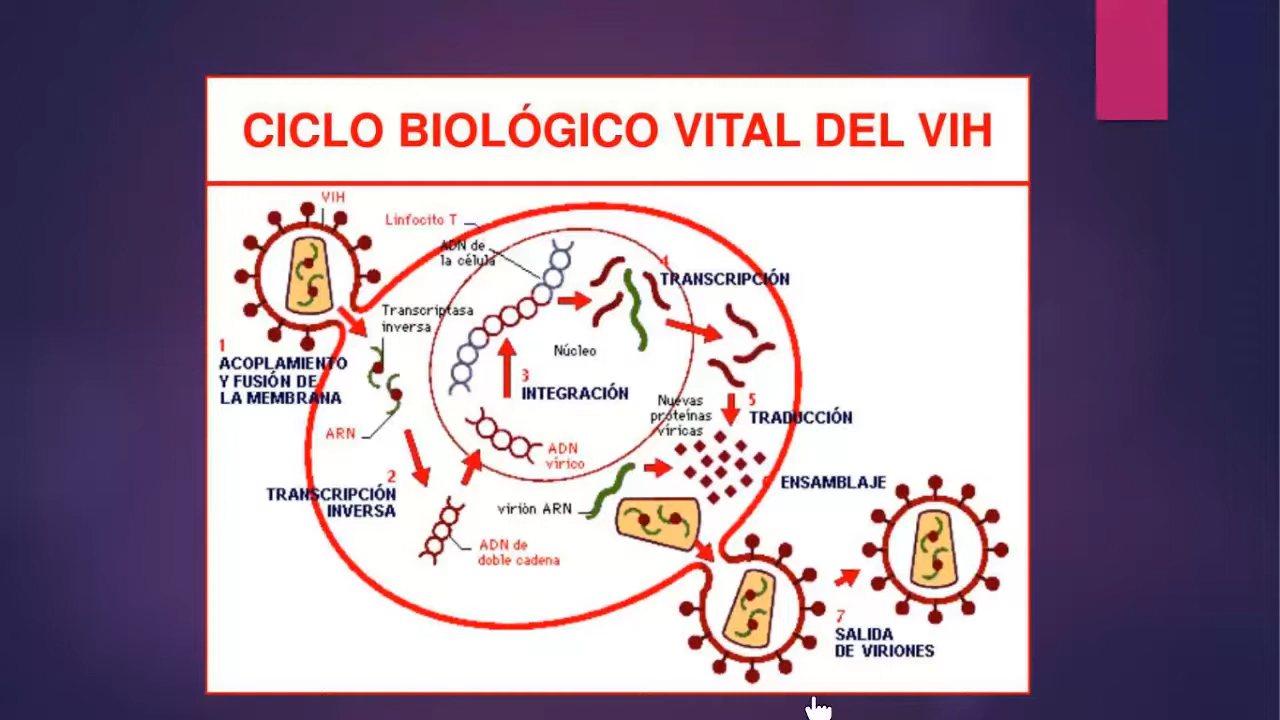 CICLO BIOLÓGICO VITAL DEL VIH
VIH
Linfocito T
ADN de
la célula
4
TRANSCRIPCIÓN
Transcriptasa
inversa
1
ACOPLAMIENTO
Y FUSIÓN DE
LA MEMBRANA
Núcleo
3
INTEGRACIÓN
Nuevas
proteínas
víricas
5
TRADUCCIÓN
ARN
ADN
vírico
2
TRANSCRIPCIÓN
INVERSA
6
ENSAMBLAJE
virión ARN
ADN de
doble cadena
7
SALIDA
DE VIRIONES